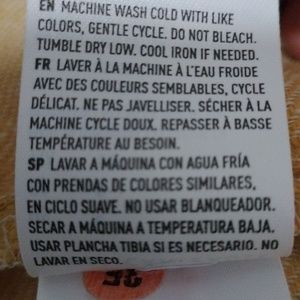 EN MACHINE WASH COLD WITH LIKE
COLORS, GENTLE CYCLE. DO NOT BLEACH.
TUMBLE DRY LOW. COOL IRON IF NEEDED.
FR LAVER À LA MACHINE À L'EAU FROIDE
AVEC DES COULEURS SEMBLABLES, CYCLE
DÉLICAT. NE PAS JAVELLISER. SÉCHER À LA
MACHINE CYCLE DOUX. REPASSER À BASSE
TEMPÉRATURE AU BESOIN.
SP LAVAR A MÁQUINA CON AGUA FRÍA
CON PRENDAS DE COLORES SIMILARES,
EN CICLO SUAVE. NO USAR BLANQUEADOR.
SECAR A MÁQUINA A TEMPERATURA BAJA.
USAR PLANCHA TIBIA SI ES NECESARIO. NO
LAVAR EN SECO.